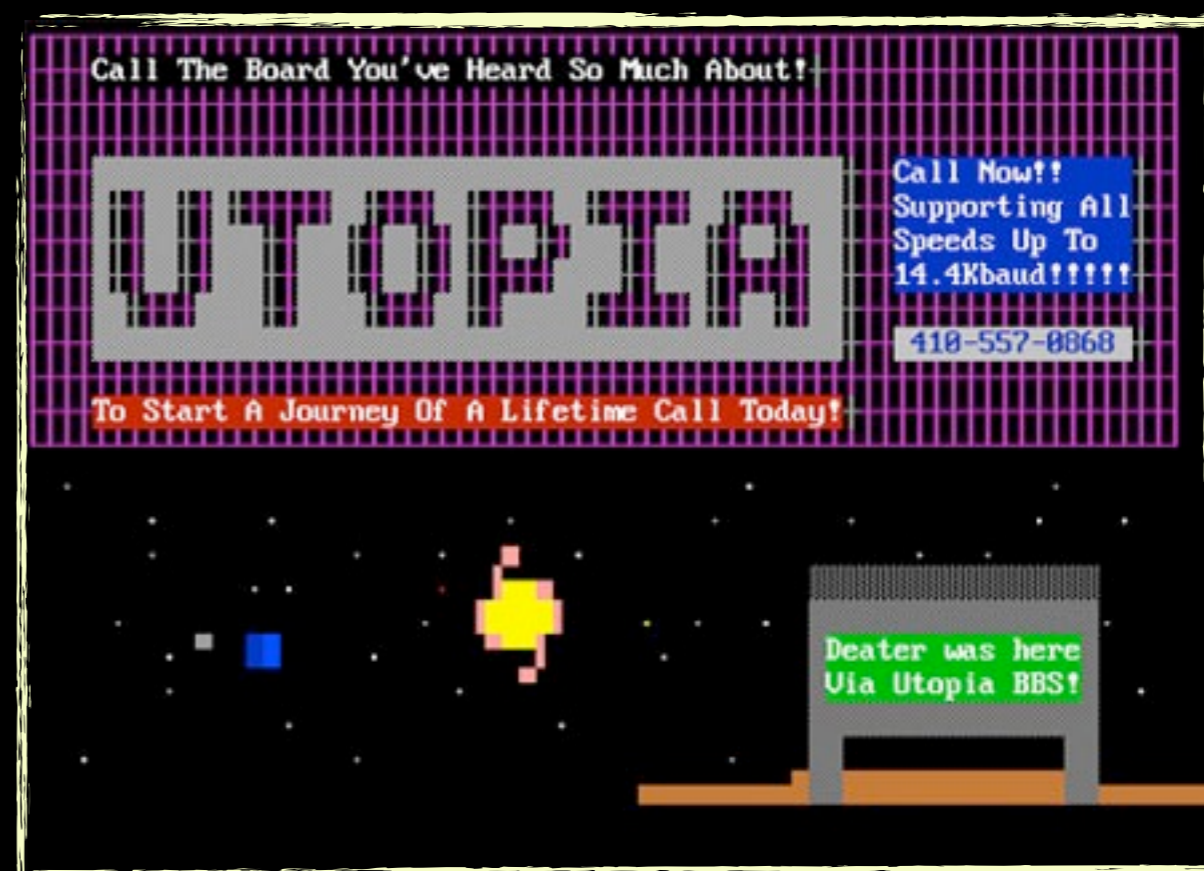 Call The Board You've Heard So Much About!
UTOPIA
Call Now!!
Supporting All
Speeds Up To
14.4Kbaud!!!!!
410-557-0868
To Start A Journey Of A Lifetime Call Today!
Deater was here
Via Utopia BBS!